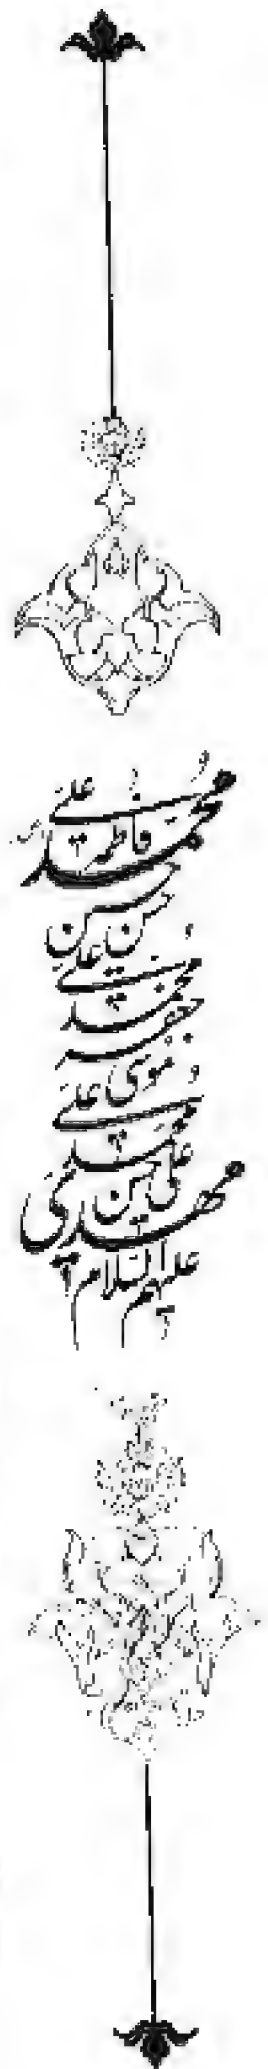 محمد علی
فاطمه
حسن حسین
علی
محمد
جعفر
و موسی علی
محمد
علی حسن
مهدی
علیهم السلام